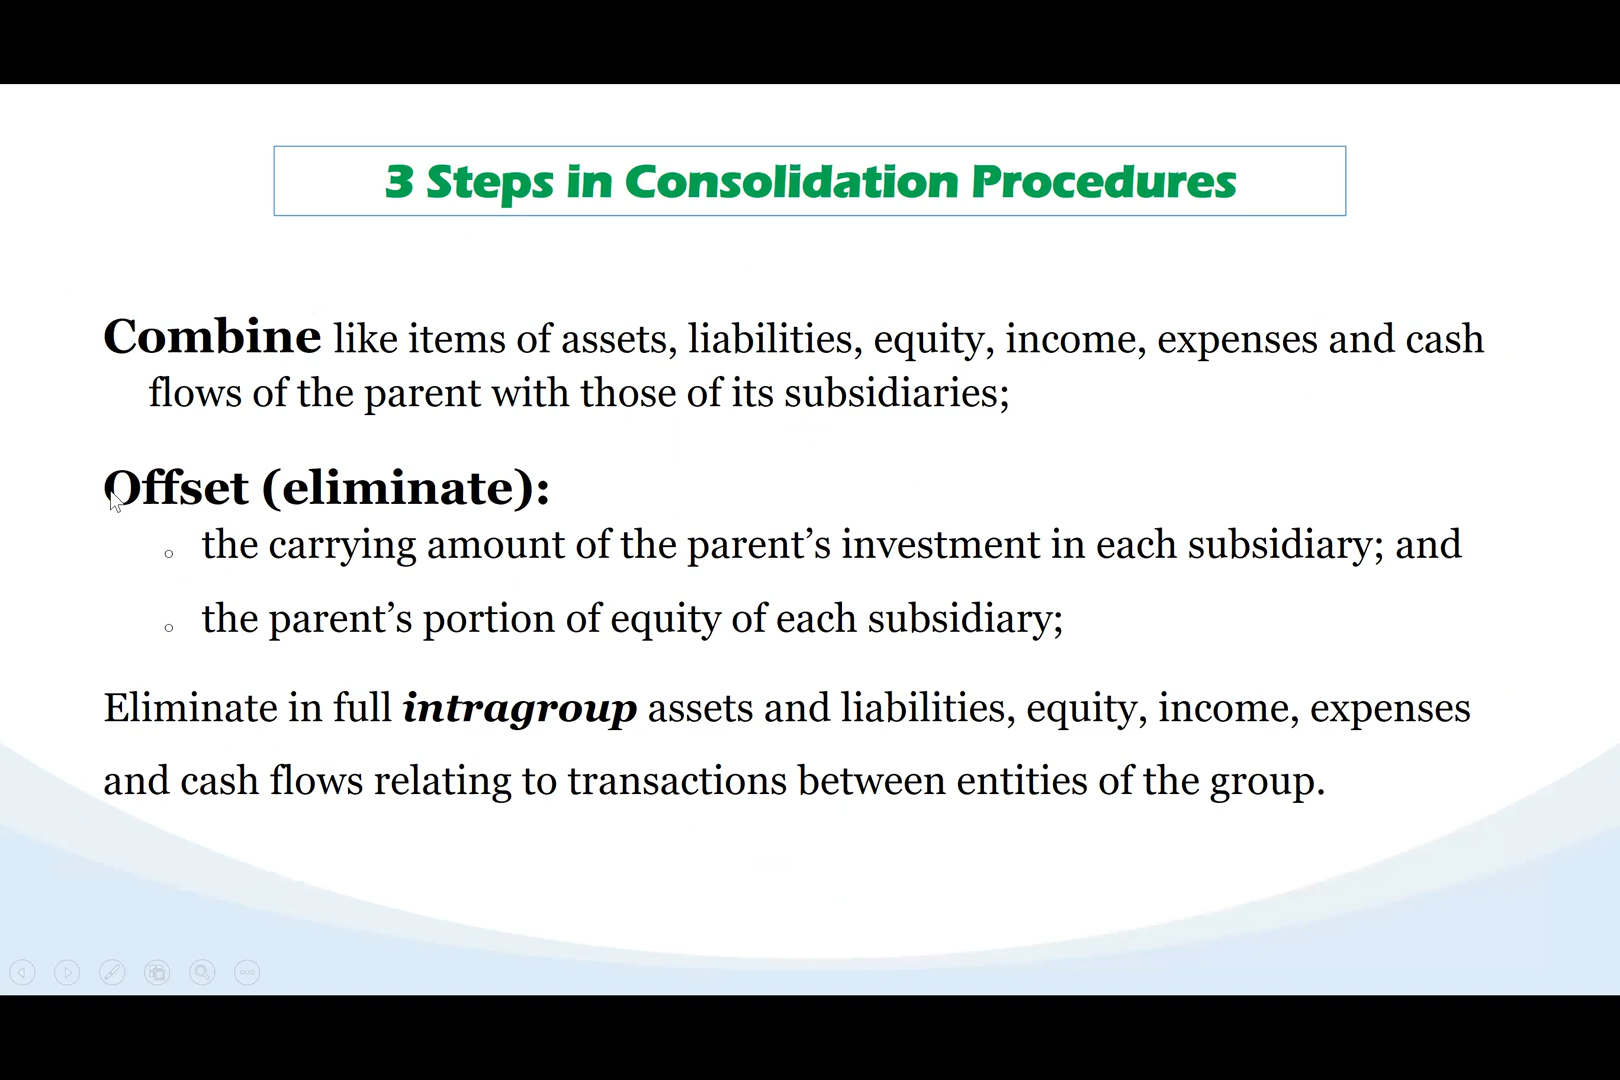 3 Steps in Consolidation Procedures
Combine like items of assets, liabilities, equity, income, expenses and cash
flows of the parent with those of its subsidiaries;
Offset (eliminate):
the carrying amount of the parent’s investment in each subsidiary; and
the parent’s portion of equity of each subsidiary;
Eliminate in full intragroup assets and liabilities, equity, income, expenses
and cash flows relating to transactions between entities of the group.